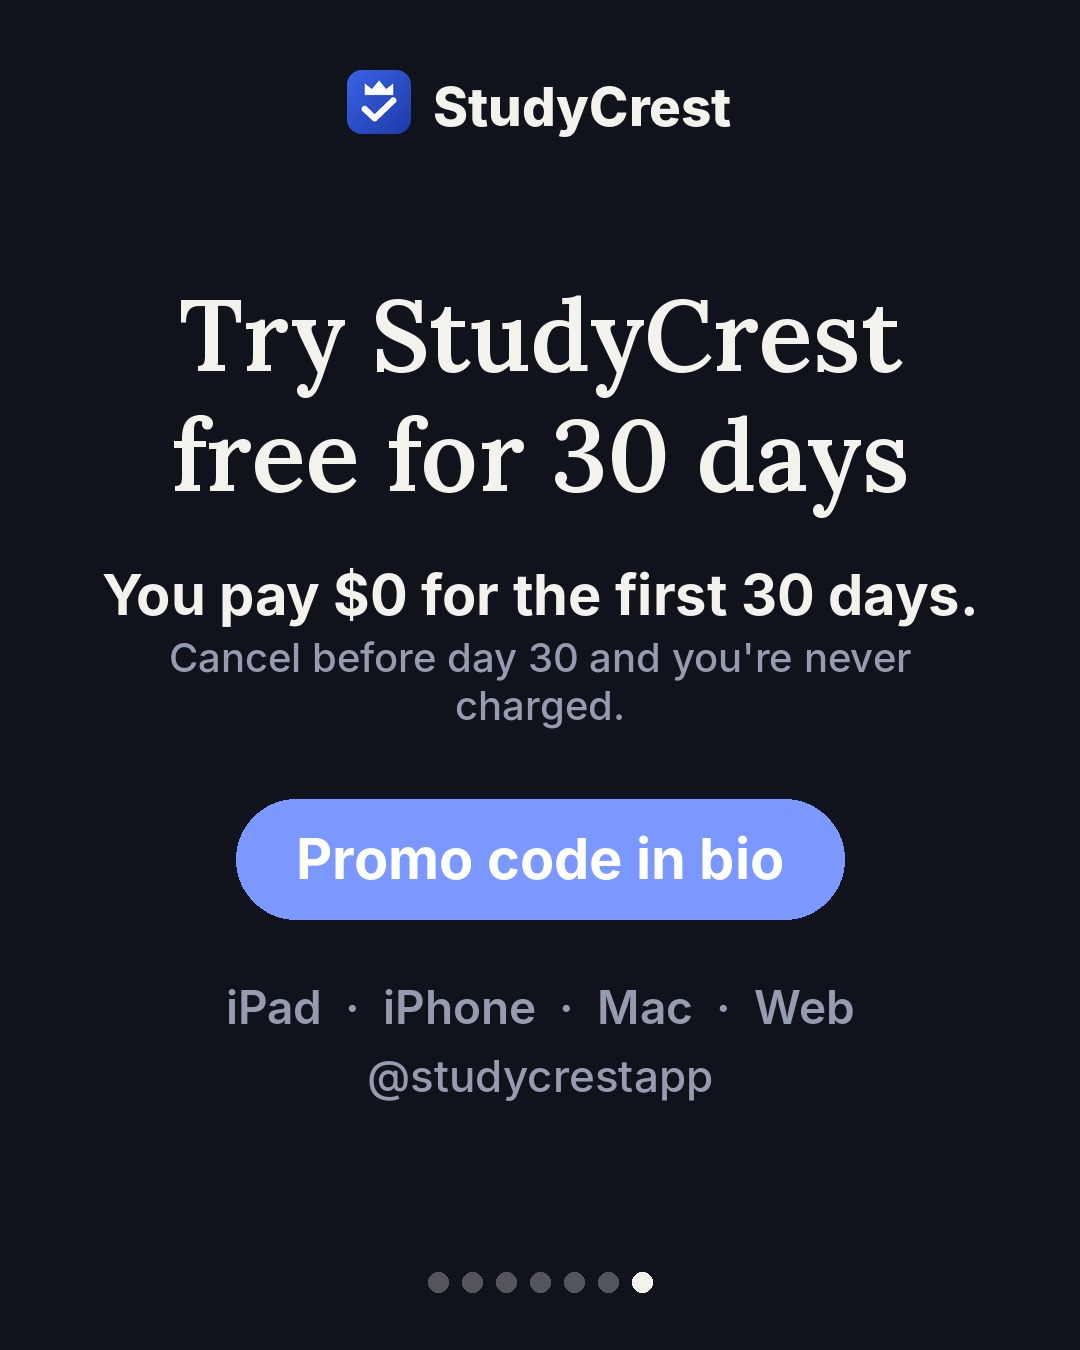 StudyCrest
Try StudyCrest
free for 30 days
You pay $0 for the first 30 days.
Cancel before day 30 and you're never
charged.
Promo code in bio
iPad · iPhone · Mac · Web
@studycrestapp